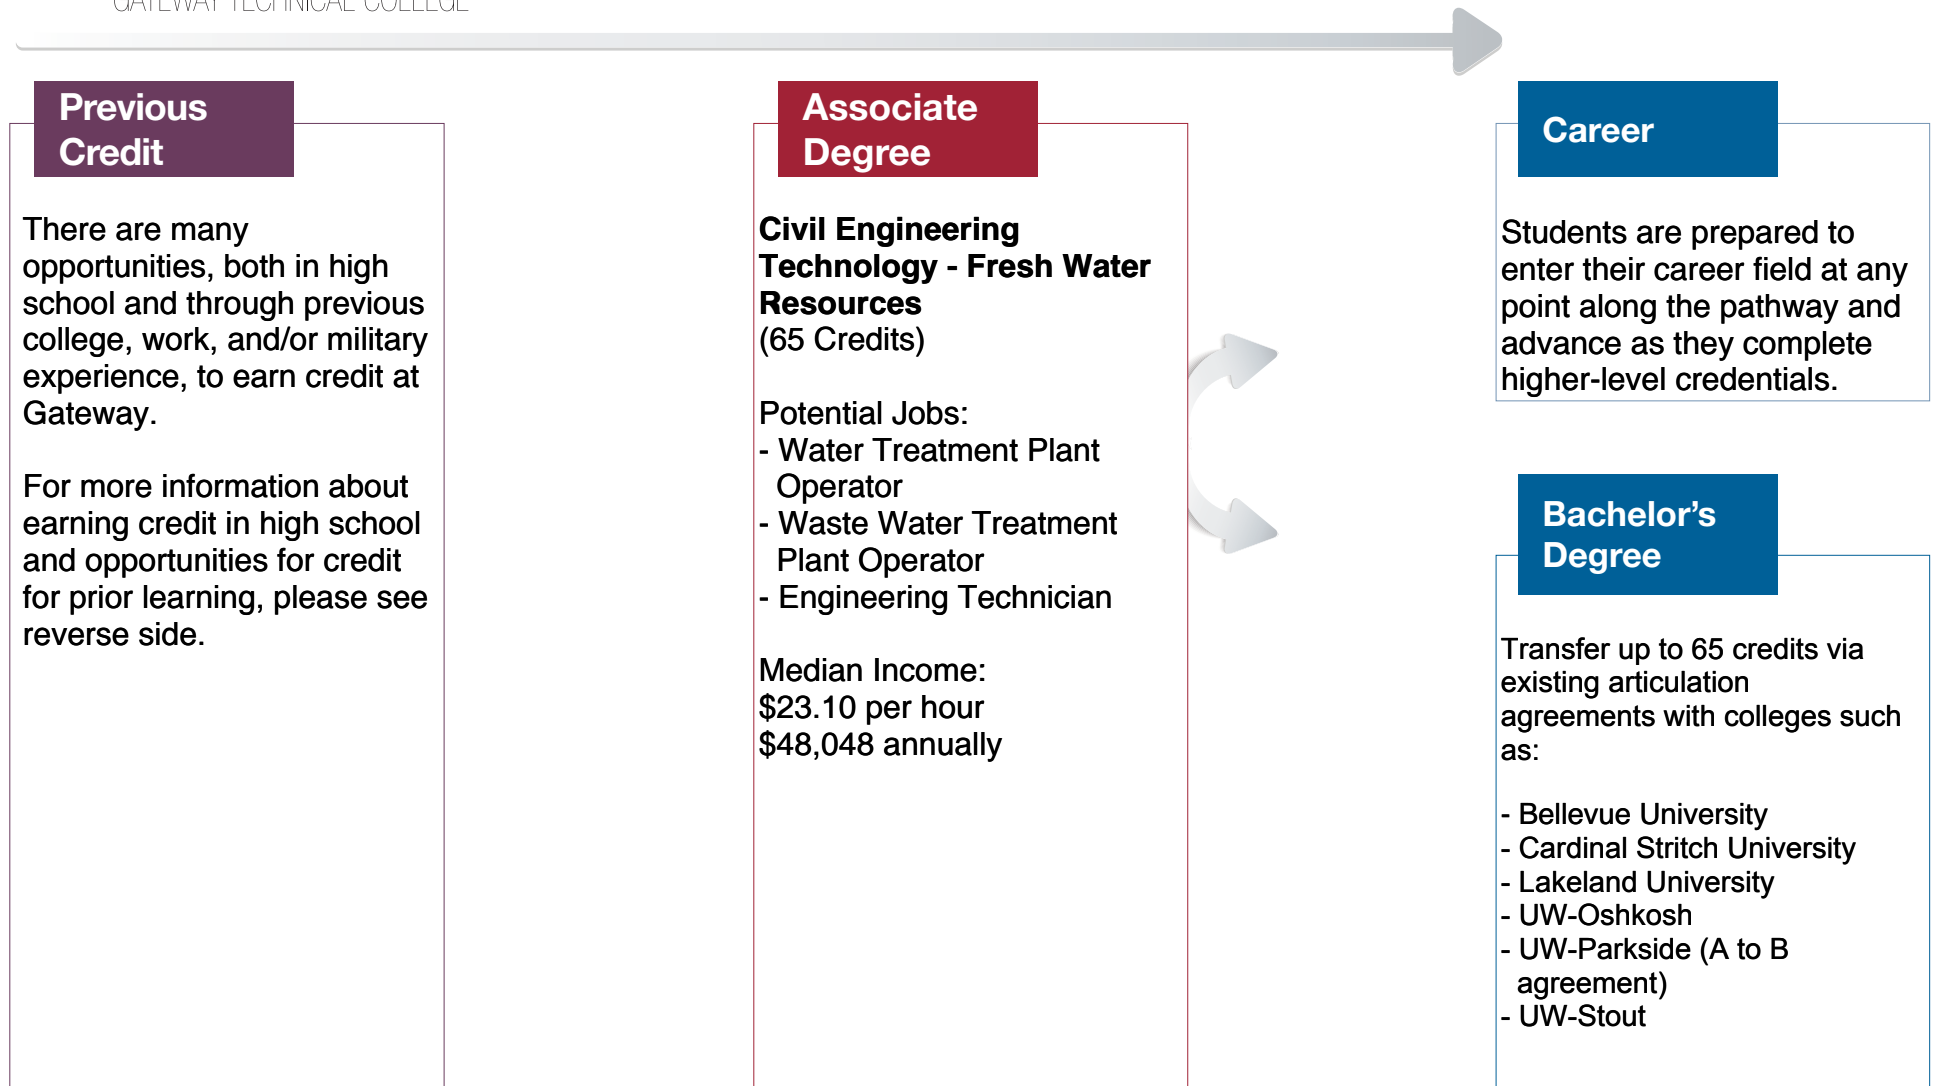 GATEWAY TECHNICAL COLLEGE
Previous
Credit
There are many
opportunities, both in high
school and through previous
college, work, and/or military
experience, to earn credit at
Gateway.
For more information about
earning credit in high school
and opportunities for credit
for prior learning, please see
reverse side.
Associate
Degree
Civil Engineering
Technology - Fresh Water
Resources
(65 Credits)
Potential Jobs:
- Water Treatment Plant
Operator
- Waste Water Treatment
Plant Operator
- Engineering Technician
Median Income:
$23.10 per hour
$48,048 annually
Career
Students are prepared to
enter their career field at any
point along the pathway and
advance as they complete
higher-level credentials.
Bachelor’s
Degree
Transfer up to 65 credits via
existing articulation
agreements with colleges such
as:
- Bellevue University
- Cardinal Stritch University
- Lakeland University
- UW-Oshkosh
- UW-Parkside (A to B
agreement)
- UW-Stout